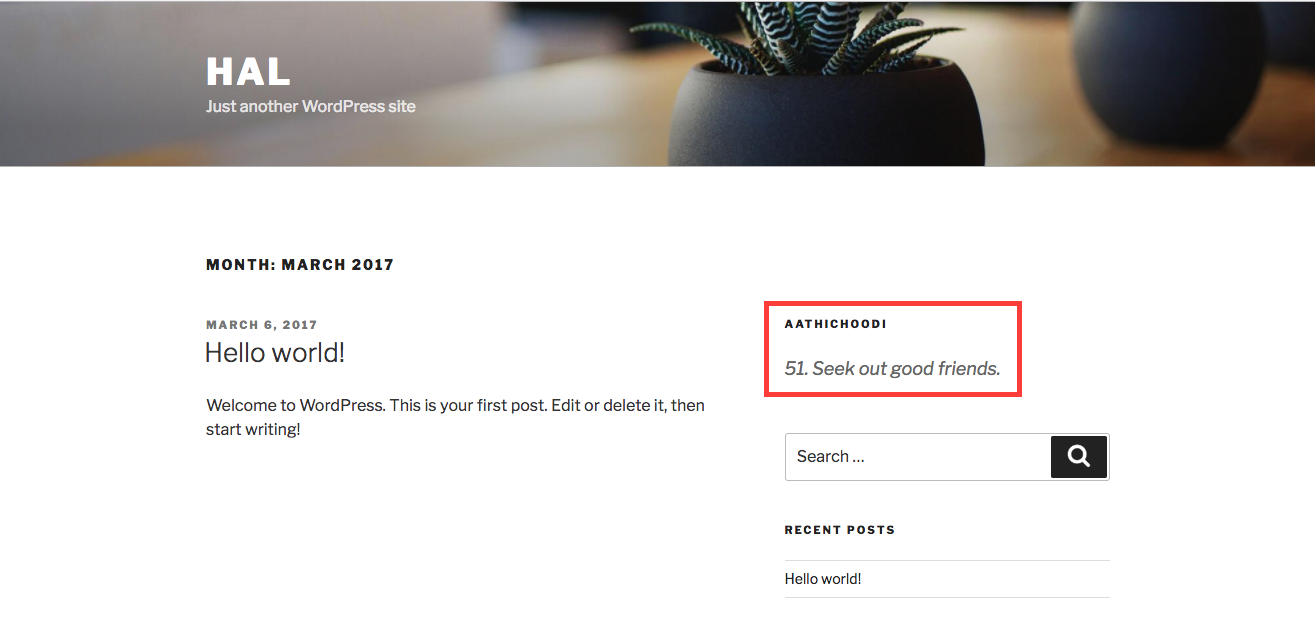 HAL
Just another WordPress site
MONTH: MARCH 2017
MARCH 6, 2017
Hello world!
Welcome to WordPress. This is your first post. Edit or delete it, then
start writing!
AATHICHOODI
51. Seek out good friends.
Search …
RECENT POSTS
Hello world!